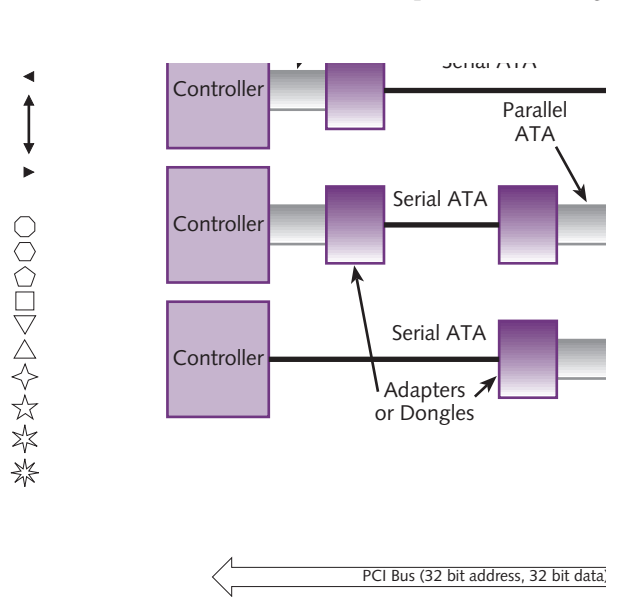 Controller
Parallel
ATA
Serial ATA
Controller
Serial ATA
Controller
Adapters
or Dongles
PCI Bus (32 bit address, 32 bit data)